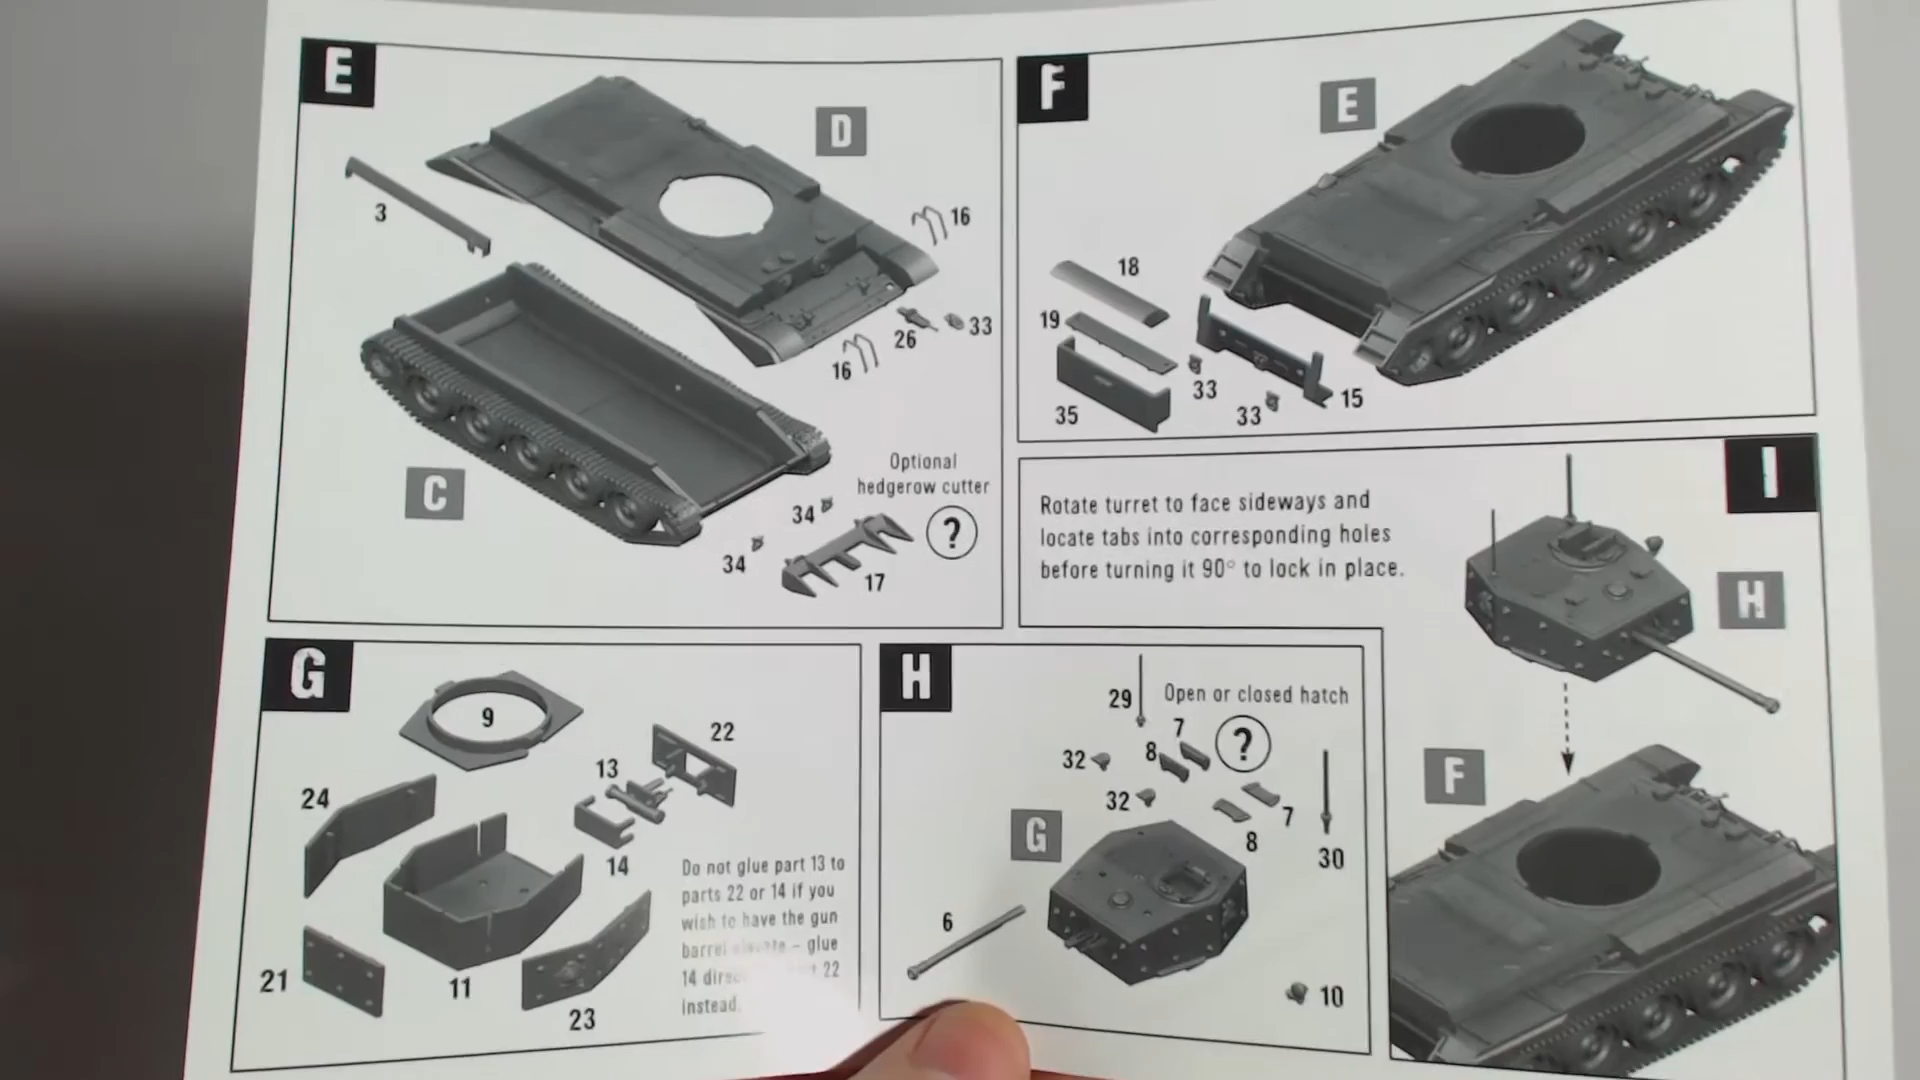 E
D
3
16
26
33
16
C
Optional
hedgerow cutter
?
34
34
17
F
E
18
19
33
35
33
15
I
Rotate turret to face sideways and
locate tabs into corresponding holes
before turning it 90° to lock in place.
H
F
G
9
22
13
24
14
21
11
23
Do not glue part 13 to
parts 22 or 14 if you
wish to have the gun
barrel – glue
14 22
instead.
H
29
Open or closed hatch
?
7
8
32
32
7
8
30
G
6
10